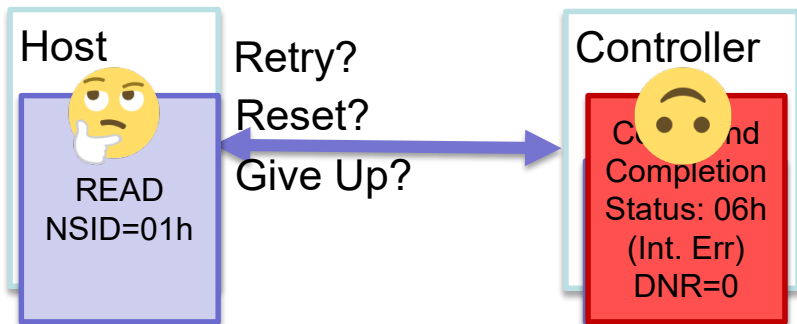 Host
READ
NSID=01h
Retry?
Reset?
Give Up?
Controller
Completion
Status: 06h
(Int. Err)
DNR=0